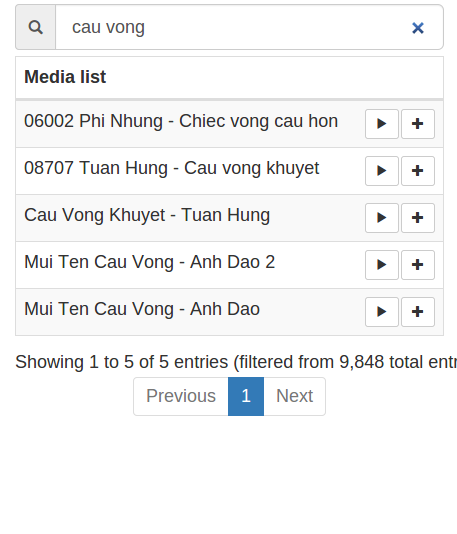 cau vong
Media list
06002 Phi Nhung - Chiec vong cau hon
08707 Tuan Hung - Cau vong khuyet
Cau Vong Khuyet - Tuan Hung
Mui Ten Cau Vong - Anh Dao 2
Mui Ten Cau Vong - Anh Dao
Showing 1 to 5 of 5 entries (filtered from 9,848 total entr
Previous 1 Next